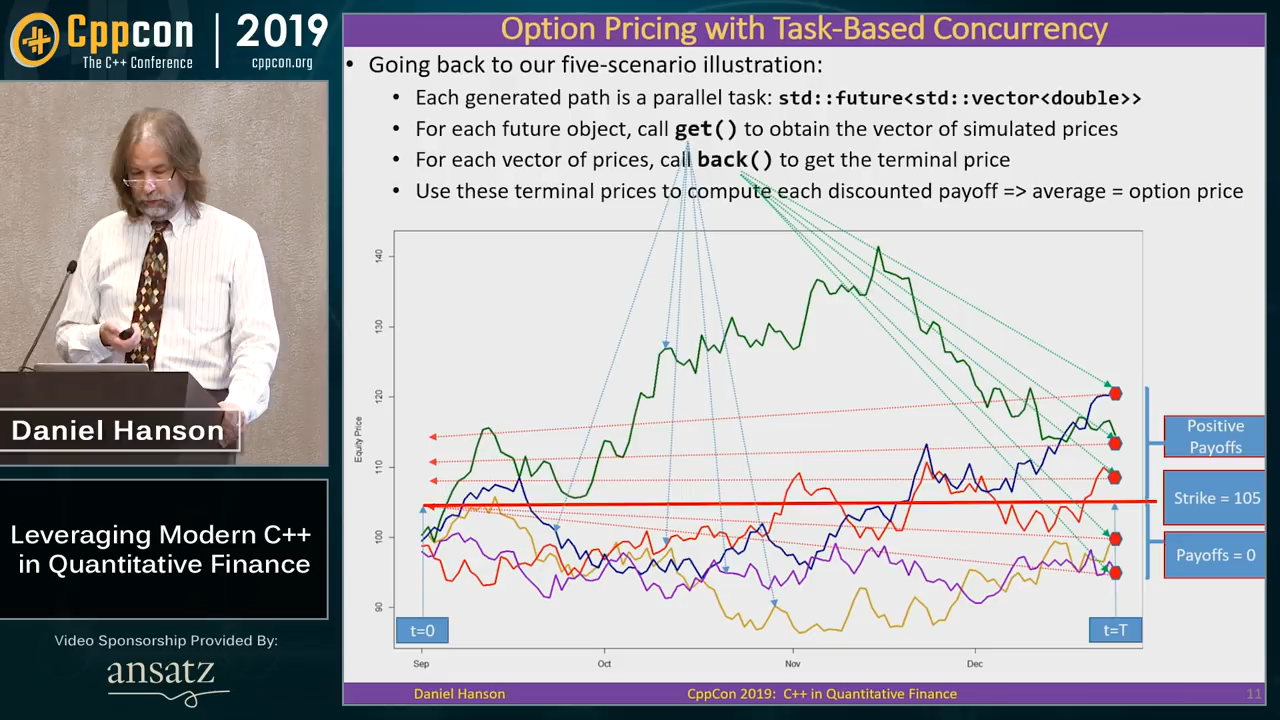 Cppcon
The C++ Conference
2019
cppcon.org
Daniel Hanson
Leveraging Modern C++
in Quantitative Finance
Video Sponsorship Provided By:
ansatz
Option Pricing with Task-Based Concurrency
• Going back to our five-scenario illustration:
• Each generated path is a parallel task: std::future<std::vector<double>>
• For each future object, call get() to obtain the vector of simulated prices
• For each vector of prices, call back() to get the terminal price
• Use these terminal prices to compute each discounted payoff => average = option price
Equity Price
140
130
120
110
100
90
Positive
Payoffs
Strike = 105
Payoffs = 0
t=0
t=T
Sep
Oct
Nov
Dec
Daniel Hanson
CppCon 2019: C++ in Quantitative Finance
11